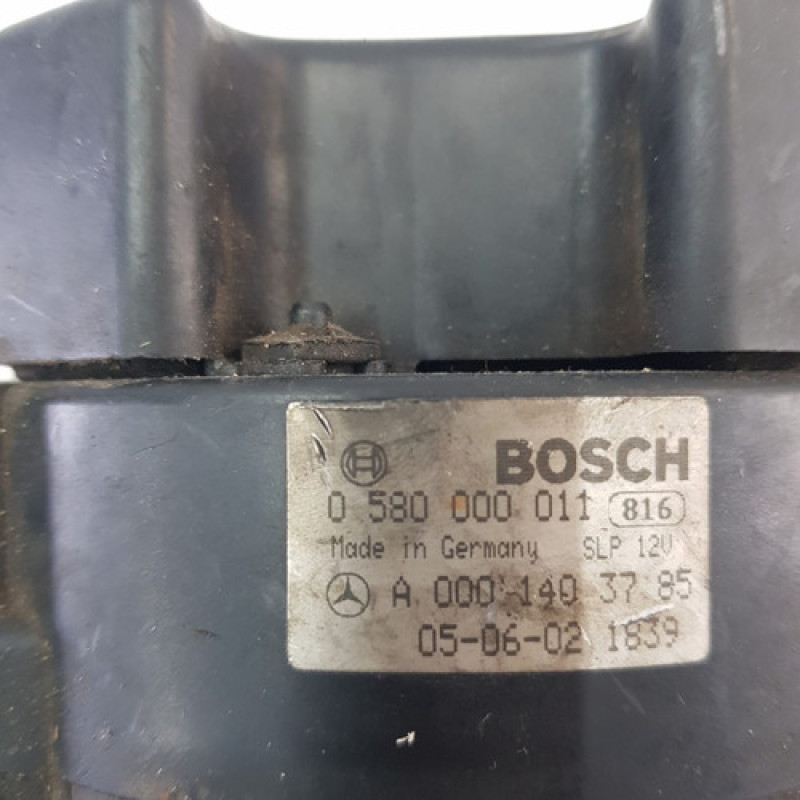 BOSCH
0 580 000 011 816
Made in Germany SLP 12V
A 000 140 37 85
05-06-02 1839